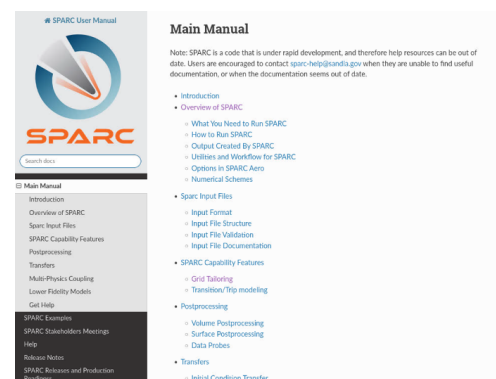 SPARC User Manual
SPARC
Search docs
Main Manual
Introduction
Overview of SPARC
Sparc Input Files
SPARC Capability Features
Postprocessing
Transfers
Multi-Physics Coupling
Lower Fidelity Models
Get Help
SPARC Examples
SPARC Stakeholders Meetings
Help
Release Notes
SPARC Releases and Production
Readiness
Main Manual
Note: SPARC is a code that is under rapid development, and therefore help resources can be out of
date. Users are encouraged to contact sparc-help@sandia.gov when they are unable to find useful
documentation, or when the documentation seems out of date.
• Introduction
• Overview of SPARC
◦ What You Need to Run SPARC
◦ How to Run SPARC
◦ Output Created By SPARC
◦ Utilities and Workflow for SPARC
◦ Options In SPARC Aero
◦ Numerical Schemes
• Sparc Input Files
◦ Input Format
◦ Input File Structure
◦ Input File Validation
◦ Input File Documentation
• SPARC Capability Features
◦ Grid Tailoring
◦ Transition/Trip modeling
• Postprocessing
◦ Volume Postprocessing
◦ Surface Postprocessing
◦ Data Probes
• Transfers
◦ Initial Condition Transfer